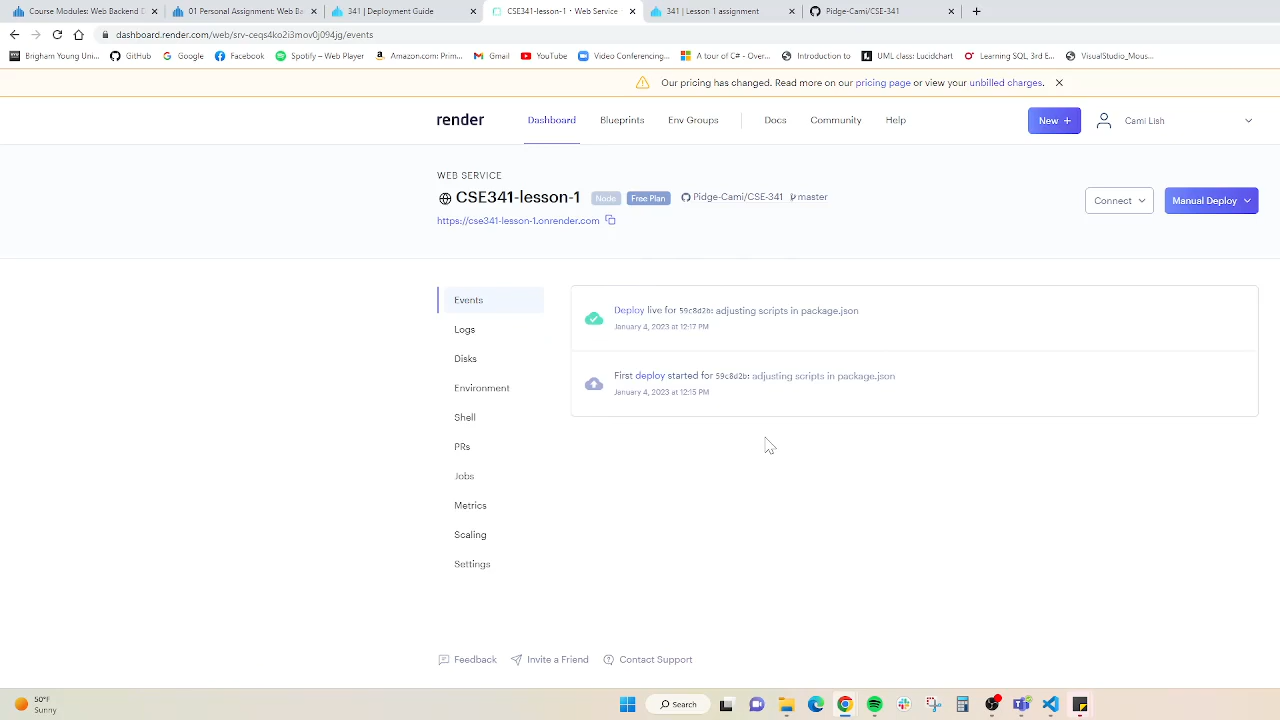 Course Modules: Web Backend D
01 Personal Assignment: Web Ba
341 | Deployment Guide
CSE341-lesson-1 · Web Service
341 | Lesson 1 assignment
Pidge-Cami/CSE-341
dashboard.render.com/web/srv-ceqs4ko2i3mov0j094jg/events
Brigham Young Uni...
GitHub
Google
Facebook
Spotify – Web Player
Amazon.com: Prim...
Gmail
YouTube
Video Conferencing...
A tour of C# - Over...
Introduction to
UML class: Lucidchart
Learning SQL, 3rd E...
VisualStudio_Mous...
Our pricing has changed. Read more on our pricing page or view your unbilled charges.
render
Dashboard
Blueprints
Env Groups
Docs
Community
Help
New +
Cami Lish
WEB SERVICE
CSE341-lesson-1
Node
Free Plan
Pidge-Cami/CSE-341
master
https://cse341-lesson-1.onrender.com
Connect
Manual Deploy
Events
Logs
Disks
Environment
Shell
PRs
Jobs
Metrics
Scaling
Settings
Deploy live for 59c8d2b: adjusting scripts in package.json
January 4, 2023 at 12:17 PM
First deploy started for 59c8d2b: adjusting scripts in package.json
January 4, 2023 at 12:15 PM
Feedback
Invite a Friend
Contact Support
50°F
Sunny
Search